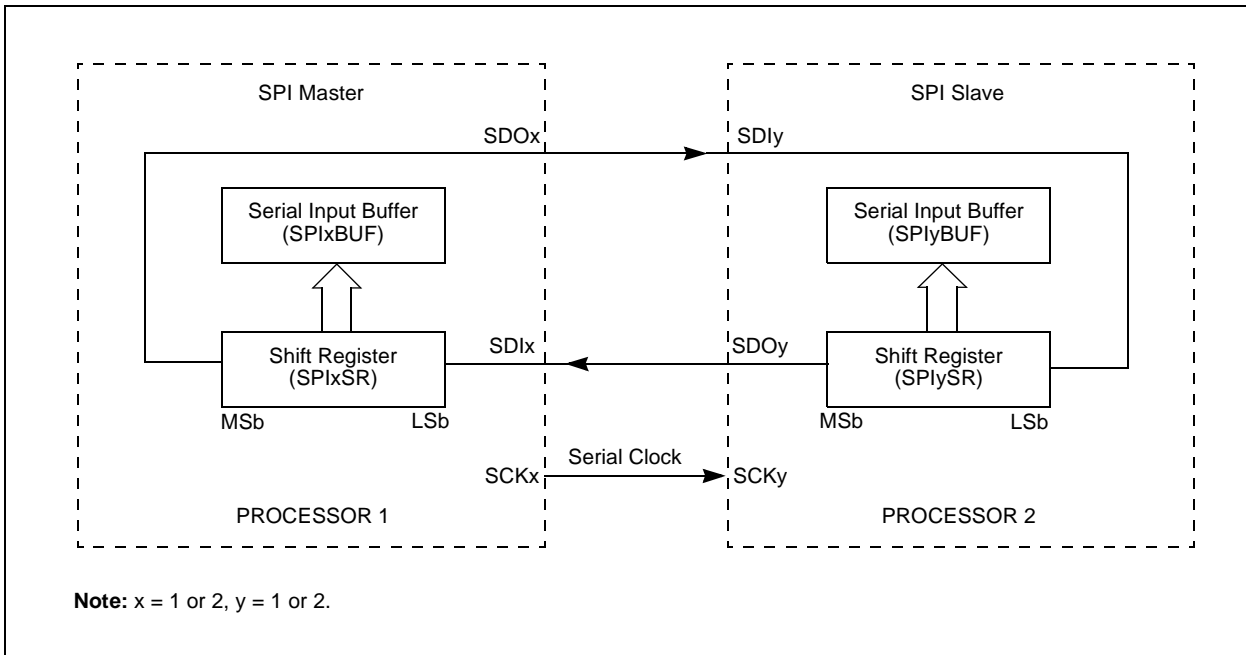 SPI Master
SPI Slave
SDOx
SDIy
Serial Input Buffer
(SPIxBUF)
Serial Input Buffer
(SPIyBUF)
Shift Register
(SPIxSR)
SDIx
SDOy
Shift Register
(SPIySR)
MSb
LSb
MSb
LSb
Serial Clock
SCKx
SCKy
PROCESSOR 1
PROCESSOR 2
Note: x = 1 or 2, y = 1 or 2.